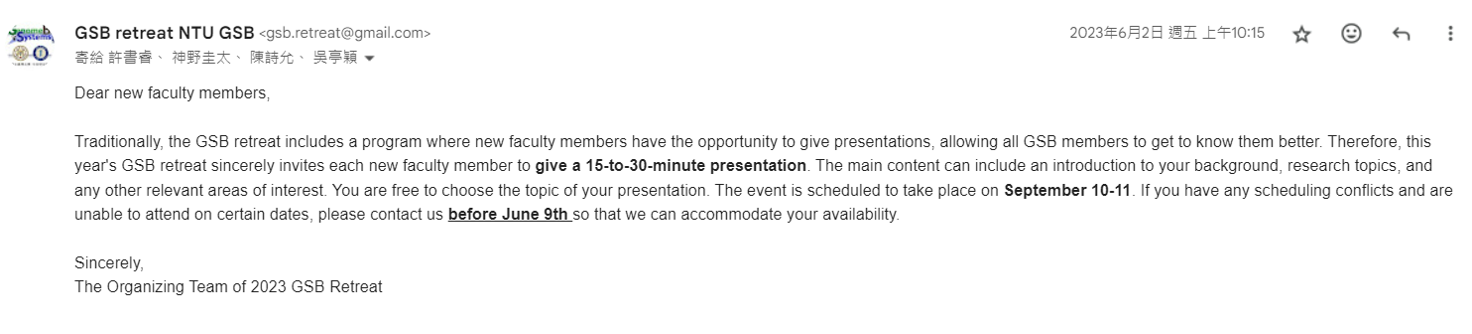 GSB retreat NTU GSB <gsb.retreat@gmail.com>
2023年6月2日 週五 上午10:15
寄給 許書睿、 神野圭太、 陳詩允、 吳亭穎
Dear new faculty members,
Traditionally, the GSB retreat includes a program where new faculty members have the opportunity to give presentations, allowing all GSB members to get to know them better. Therefore, this
year's GSB retreat sincerely invites each new faculty member to give a 15-to-30-minute presentation. The main content can include an introduction to your background, research topics, and
any other relevant areas of interest. You are free to choose the topic of your presentation. The event is scheduled to take place on September 10-11. If you have any scheduling conflicts and are
unable to attend on certain dates, please contact us before June 9th so that we can accommodate your availability.
Sincerely,
The Organizing Team of 2023 GSB Retreat